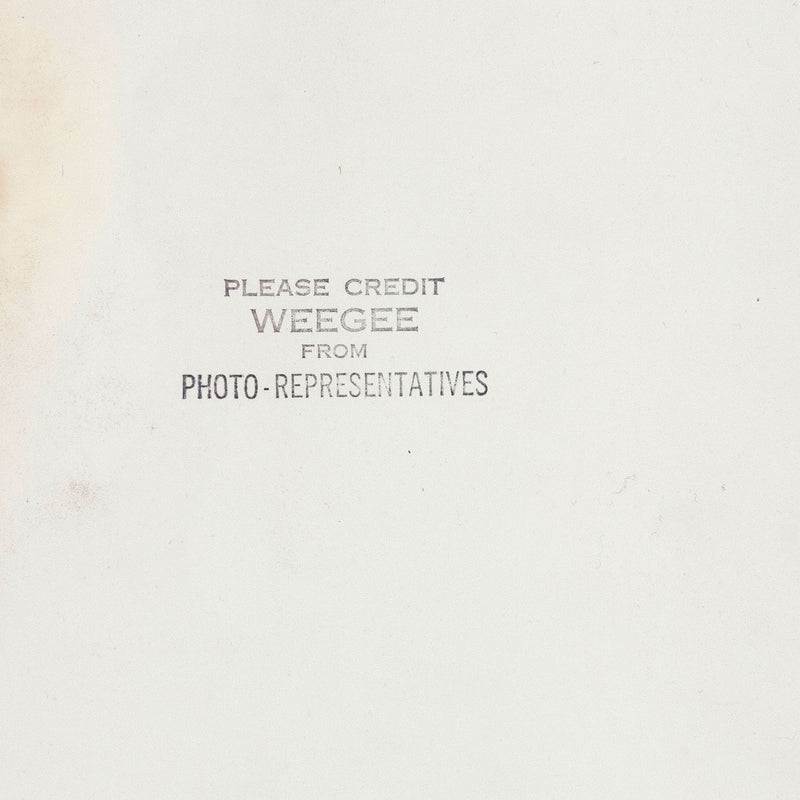 PLEASE CREDIT
WEEGEE
FROM
PHOTO-REPRESENTATIVES